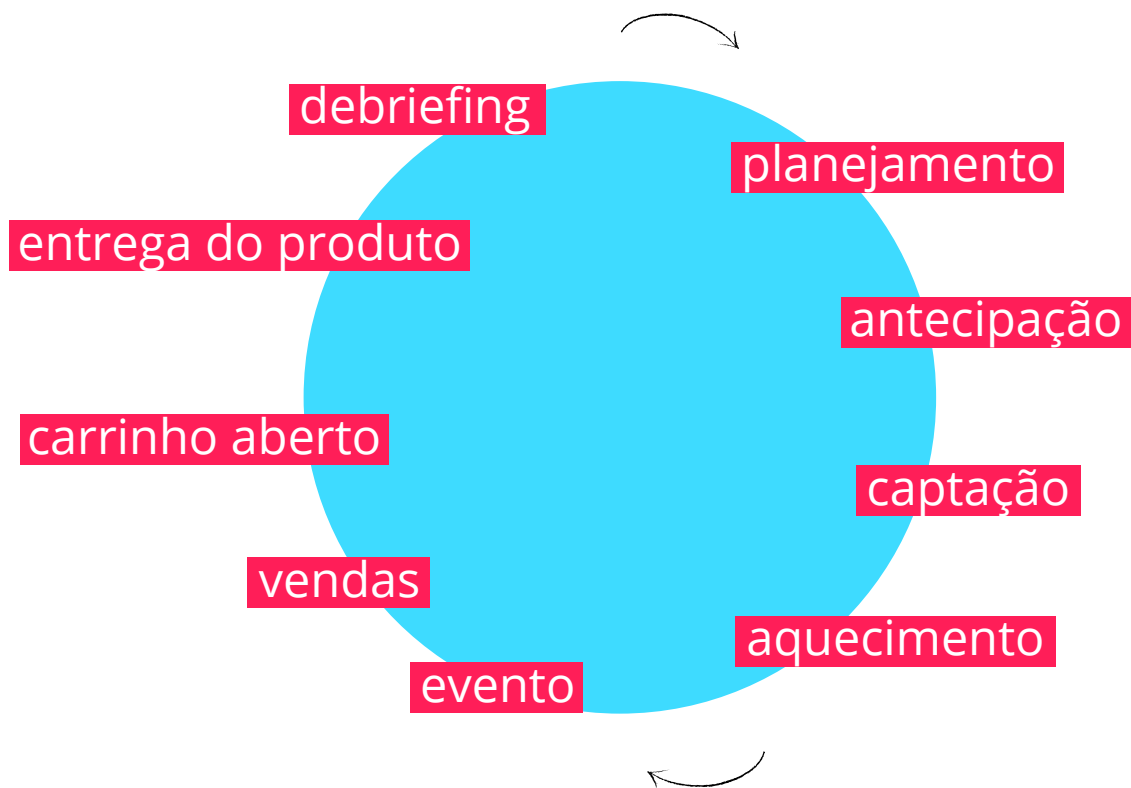 debriefing
planejamento
entrega do produto
antecipação
carrinho aberto
captação
vendas
aquecimento
evento